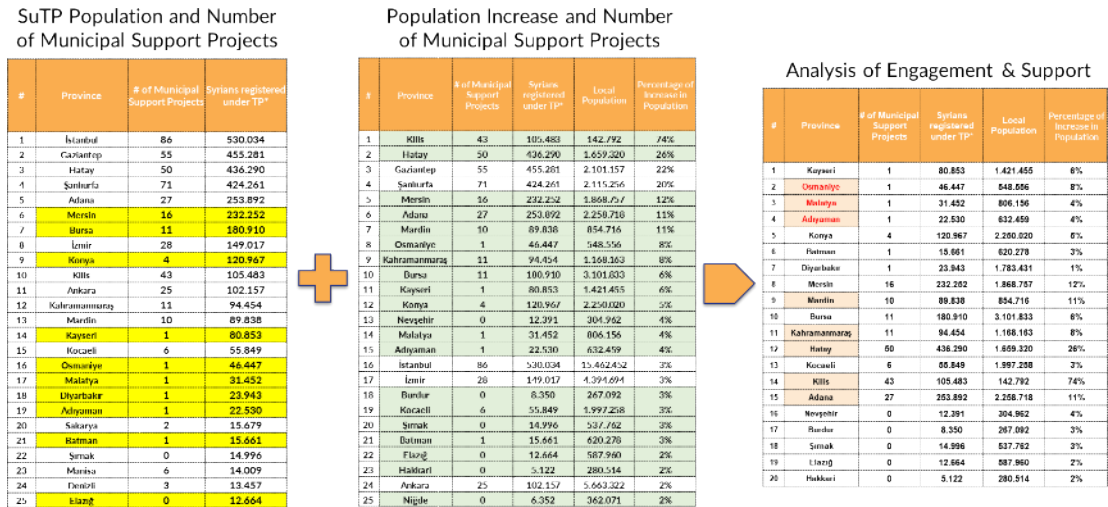 SuTP Population and Number
of Municipal Support Projects
# Province # of Municipal Support Projects Syrians registered under TP*
1 İstanbul 86 530.034
2 Gaziantep 55 455.281
3 Hatay 50 436.290
4 Şanlıurfa 71 424.261
5 Adana 27 253.892
6 Mersin 16 232.252
7 Bursa 11 180.910
8 İzmir 28 149.017
9 Konya 4 120.967
10 Kilis 43 105.483
11 Ankara 25 102.157
12 Kahramanmaraş 11 94.454
13 Mardin 10 89.838
14 Kayseri 1 80.853
15 Kocaeli 6 55.849
16 Osmaniye 1 46.447
17 Malatya 1 31.452
18 Diyarbakır 1 23.943
19 Adıyaman 1 22.530
20 Sakarya 2 15.679
21 Batman 1 15.661
22 Şırnak 0 14.996
23 Manisa 6 14.009
24 Denizli 3 13.457
25 Elazığ 0 12.664
Population Increase and Number
of Municipal Support Projects
# Province # of Municipal Support Projects Syrians registered under TP* Local Population Percentage of Increase in Population
1 Kilis 43 105.483 142.792 74%
2 Hatay 50 436.290 1.659.320 26%
3 Gaziantep 55 455.281 2.101.157 22%
4 Şanlıurfa 71 424.261 2.115.256 20%
5 Mersin 16 232.252 1.868.757 12%
6 Adana 27 253.892 2.258.718 11%
7 Mardin 10 89.838 854.716 11%
8 Osmaniye 1 46.447 548.556 8%
9 Kahramanmaraş 11 94.454 1.168.163 8%
10 Bursa 11 180.910 3.101.833 6%
11 Kayseri 1 80.853 1.421.455 6%
12 Konya 4 120.967 2.250.020 5%
13 Nevşehir 0 12.391 304.962 4%
14 Malatya 1 31.452 806.156 4%
15 Adıyaman 1 22.530 632.459 4%
16 İstanbul 86 530.034 15.462.452 3%
17 İzmir 28 149.017 4.394.694 3%
18 Burdur 0 8.350 267.092 3%
19 Kocaeli 6 55.849 1.997.258 3%
20 Şırnak 0 14.996 537.762 3%
21 Batman 1 15.661 620.278 3%
22 Elazığ 0 12.664 587.960 2%
23 Hakkari 0 5.122 280.514 2%
24 Ankara 25 102.157 5.663.322 2%
25 Niğde 0 6.352 362.071 2%
Analysis of Engagement & Support
# Province # of Municipal Support Projects Syrians registered under TP* Local Population Percentage of Increase in Population
1 Kayseri 1 80.853 1.421.455 6%
2 Osmaniye 1 46.447 548.556 8%
3 Malatya 1 31.452 806.156 4%
4 Adıyaman 1 22.530 632.459 4%
5 Konya 4 120.967 2.250.020 5%
6 Batman 1 15.661 620.278 3%
7 Diyarbakır 1 23.943 1.783.431 1%
8 Mersin 16 232.252 1.868.757 12%
9 Mardin 10 89.838 854.716 11%
10 Bursa 11 180.910 3.101.833 6%
11 Kahramanmaraş 11 94.454 1.168.163 8%
12 Hatay 50 436.290 1.659.320 26%
13 Kocaeli 6 55.849 1.997.258 3%
14 Kilis 43 105.483 142.792 74%
15 Adana 27 253.892 2.258.718 11%
16 Nevşehir 0 12.391 304.962 4%
17 Burdur 0 8.350 267.092 3%
18 Şırnak 0 14.996 537.762 3%
19 Elazığ 0 12.664 587.960 2%
20 Hakkari 0 5.122 280.514 2%